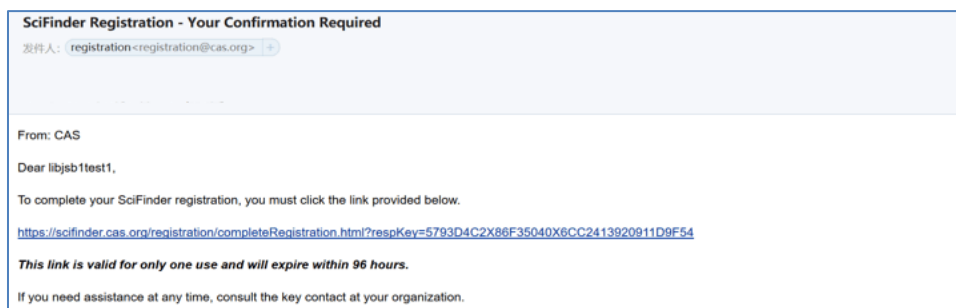 SciFinder Registration - Your Confirmation Required
发件人: registration<registration@cas.org> +
From: CAS
Dear libjsb1test1,
To complete your SciFinder registration, you must click the link provided below.
https://scifinder.cas.org/registration/completeRegistration.html?respKey=5793D4C2X86F35040X6CC2413920911D9F54
This link is valid for only one use and will expire within 96 hours.
If you need assistance at any time, consult the key contact at your organization.